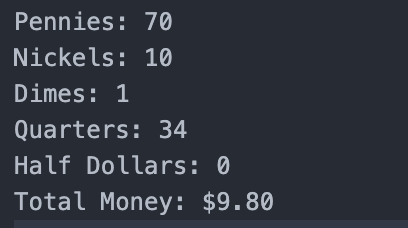 Pennies: 70
Nickels: 10
Dimes: 1
Quarters: 34
Half Dollars: 0
Total Money: $9.80